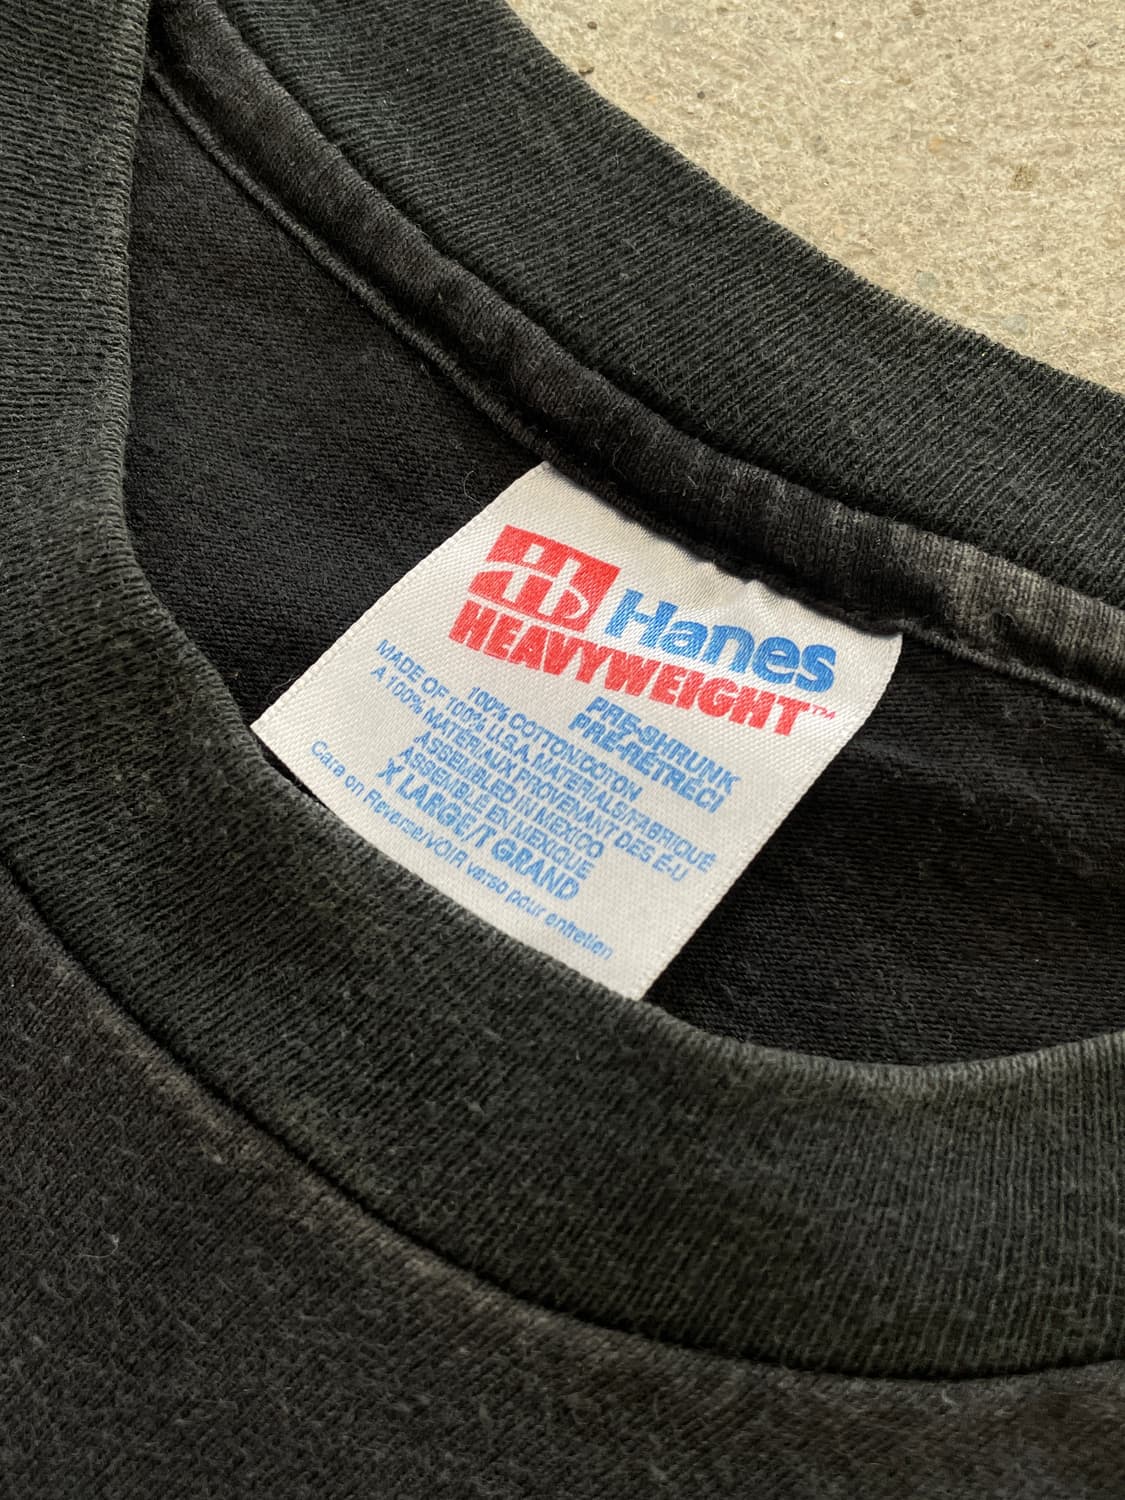 Hanes
HEAVYWEIGHT™
PRE-SHRUNK
PRE-RÉTRÉCI
100% COTTON/COTON
MADE OF 100% U.S.A. MATERIALS/FABRIQUÉ
A 100% MATÉRIAUX PROVENANT DES É-U
ASSEMBLED IN MEXICO
ASSEMBLÉ EN MEXIQUE
X LARGE/T GRAND
Care on Reverse/VOIR verso pour entretien